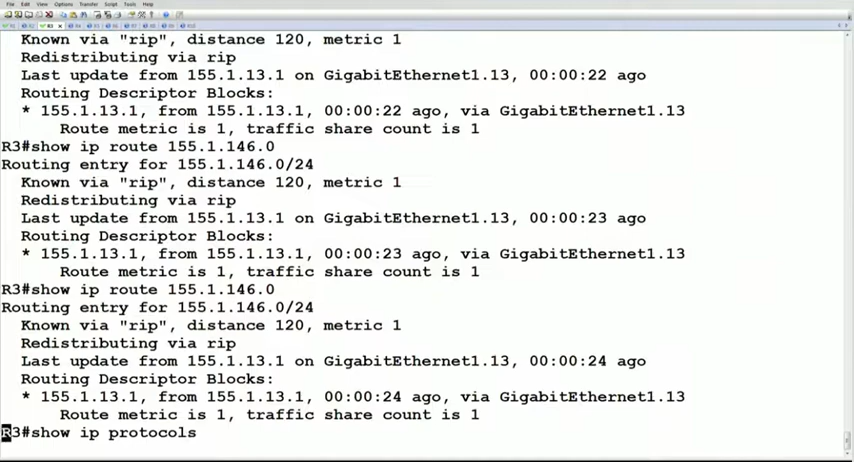 File Edit View Options Transfer Script Tools Help
Known via "rip", distance 120, metric 1
Redistributing via rip
Last update from 155.1.13.1 on GigabitEthernet1.13, 00:00:22 ago
Routing Descriptor Blocks:
* 155.1.13.1, from 155.1.13.1, 00:00:22 ago, via GigabitEthernet1.13
Route metric is 1, traffic share count is 1
R3#show ip route 155.1.146.0
Routing entry for 155.1.146.0/24
Known via "rip", distance 120, metric 1
Redistributing via rip
Last update from 155.1.13.1 on GigabitEthernet1.13, 00:00:23 ago
Routing Descriptor Blocks:
* 155.1.13.1, from 155.1.13.1, 00:00:23 ago, via GigabitEthernet1.13
Route metric is 1, traffic share count is 1
R3#show ip route 155.1.146.0
Routing entry for 155.1.146.0/24
Known via "rip", distance 120, metric 1
Redistributing via rip
Last update from 155.1.13.1 on GigabitEthernet1.13, 00:00:24 ago
Routing Descriptor Blocks:
* 155.1.13.1, from 155.1.13.1, 00:00:24 ago, via GigabitEthernet1.13
Route metric is 1, traffic share count is 1
R3#show ip protocols